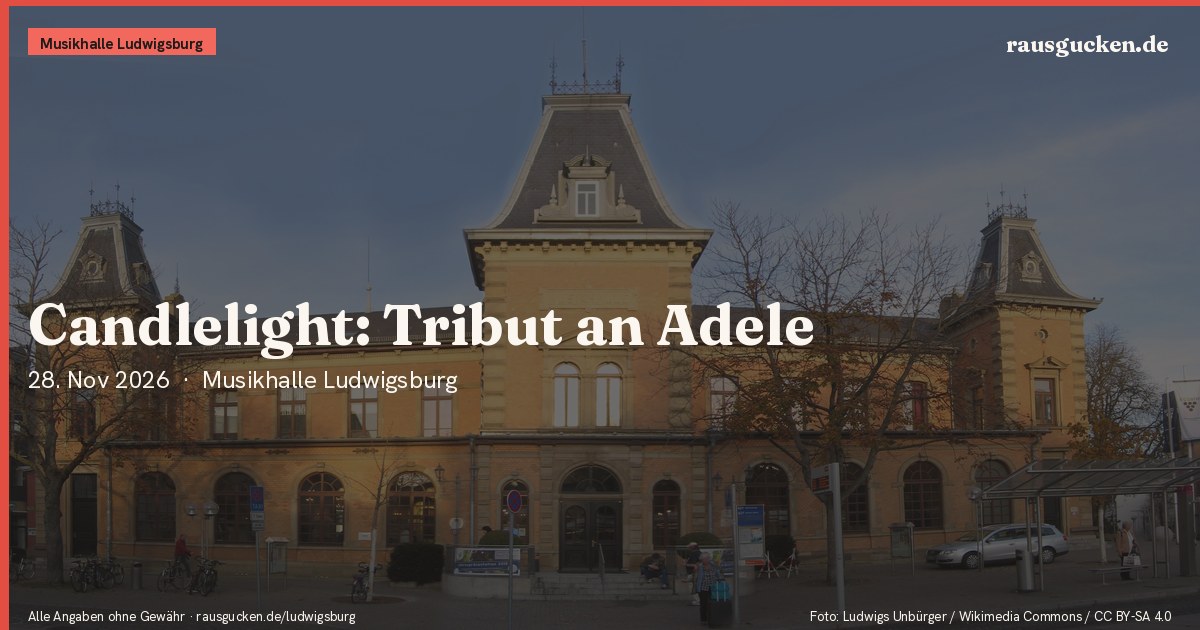 Musikhalle Ludwigsburg
rausgucken.de
Candlelight: Tribut an Adele
28. Nov 2026 · Musikhalle Ludwigsburg
Alle Angaben ohne Gewähr · rausgucken.de/ludwigsburg
Foto: Ludwigs Unbürger / Wikimedia Commons / CC BY-SA 4.0